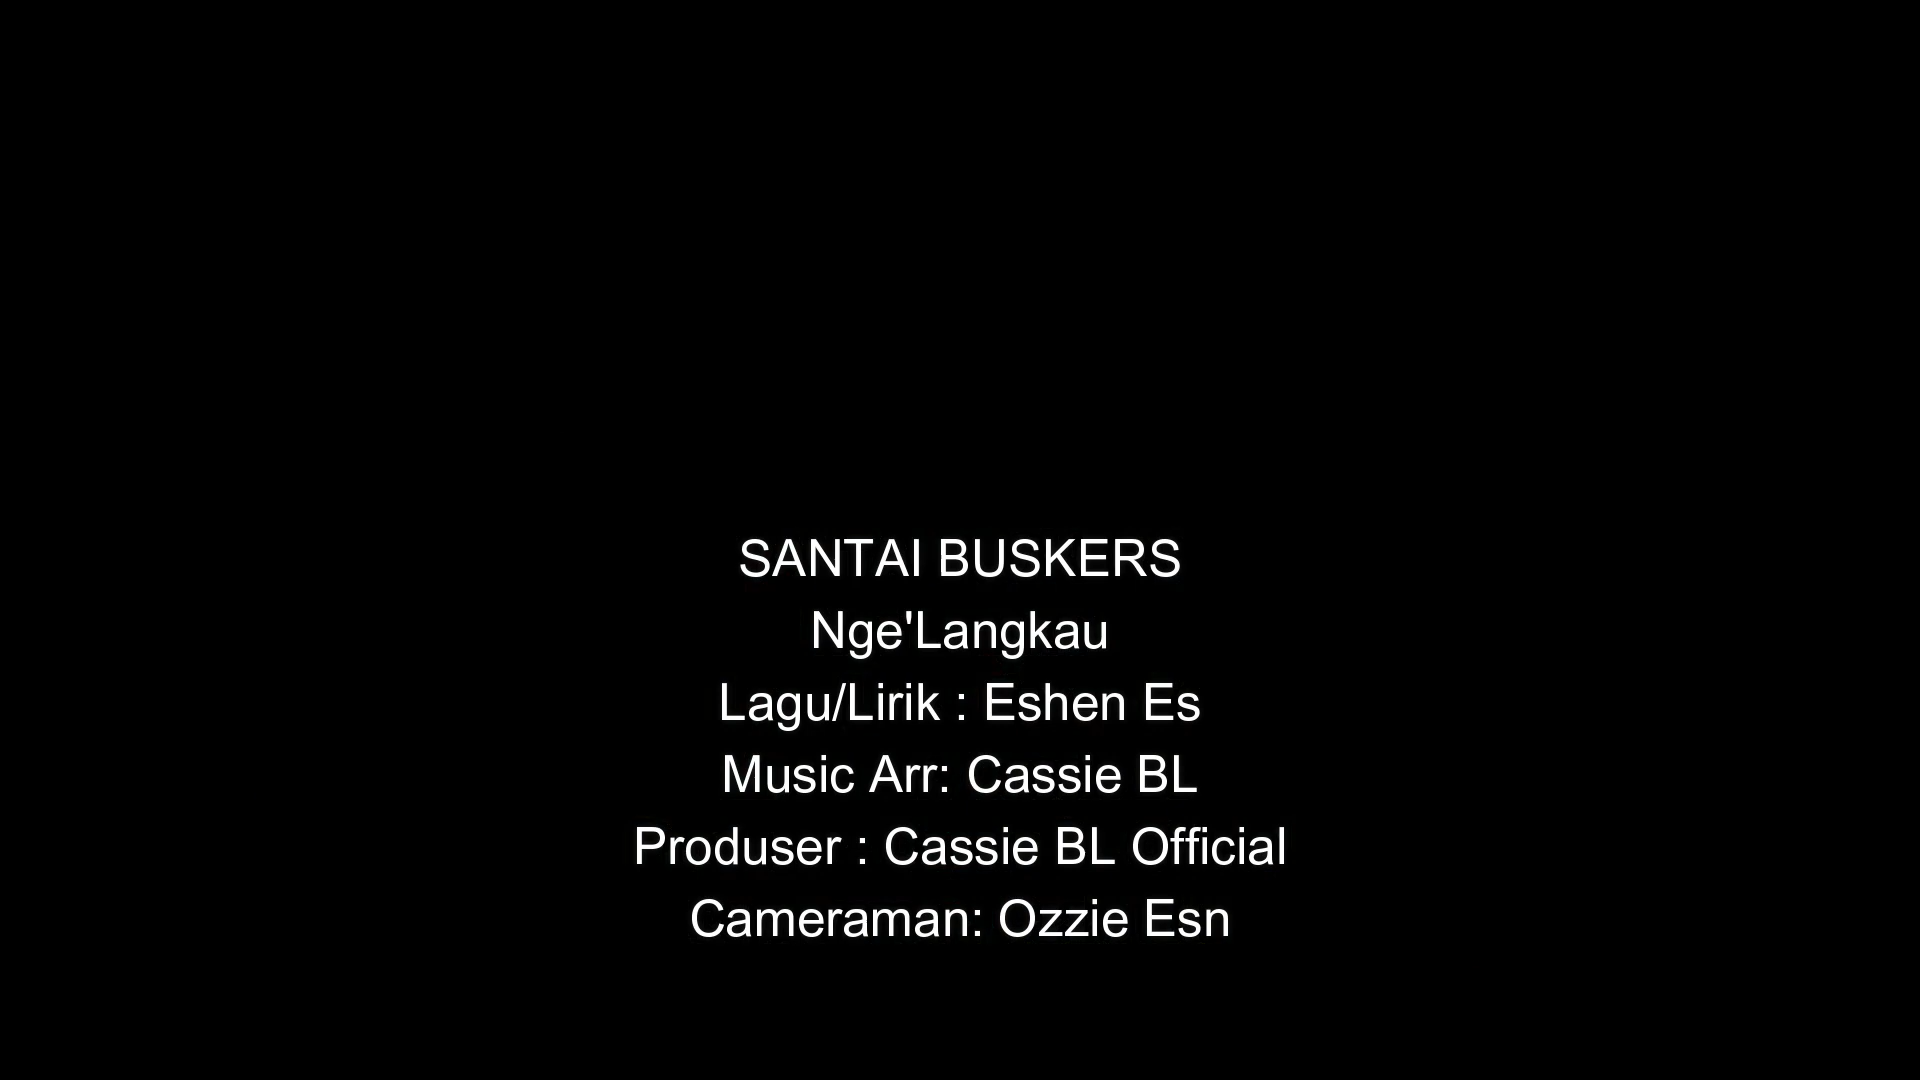 SANTAI BUSKERS
Nge'Langkau
Lagu/Lirik : Eshen Es
Music Arr: Cassie BL
Produser : Cassie BL Official
Cameraman: Ozzie Esn